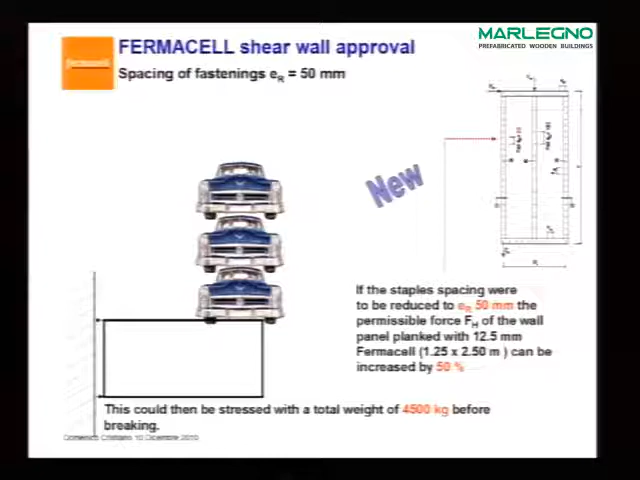 MARLEGNO
PREFABRICATED WOODEN BUILDINGS
fermacell
FERMACELL shear wall approval
Spacing of fastenings eR = 50 mm
New
If the staples spacing were
to be reduced to eR 50 mm the
permissible force FH of the wall
panel planked with 12.5 mm
Fermacell (1.25 x 2.50 m ) can be
increased by 50 %
This could then be stressed with a total weight of 4500 kg before
breaking.
Domenico Cristiano 10 Dicembre 2010